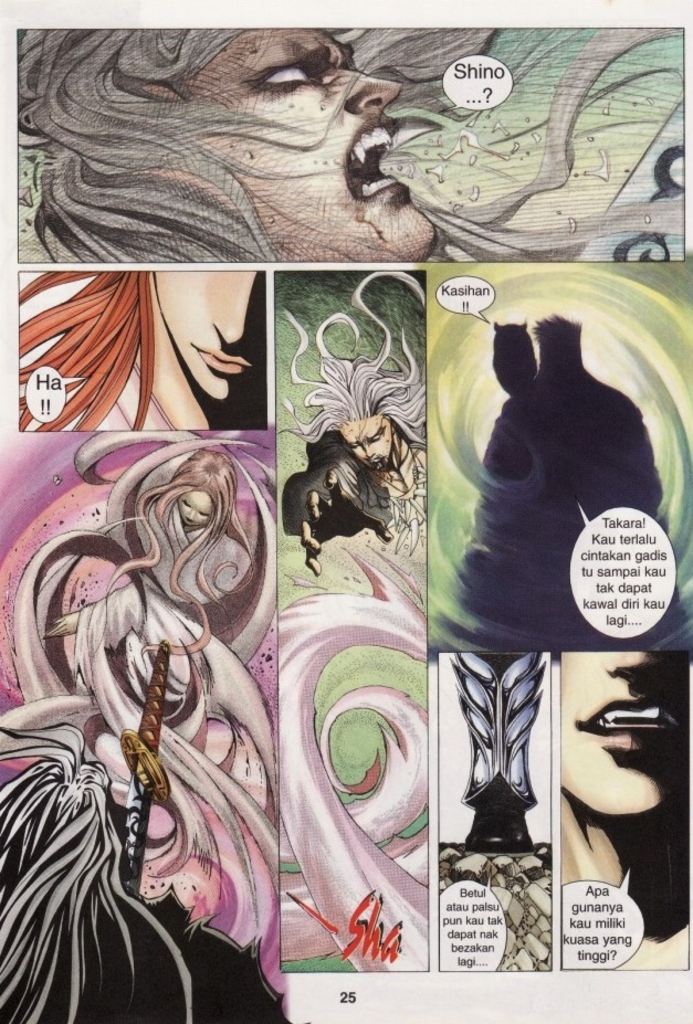 Shino
...?
Ha
!!
Kasihan
!!
Takara!
Kau terlalu
cintakan gadis
tu sampai kau
tak dapat
kawal diri kau
lagi....
Sha
Betul
atau palsu
pun kau tak
dapat nak
bezakan
lagi....
Apa
gunanya
kau miliki
kuasa yang
tinggi?
25